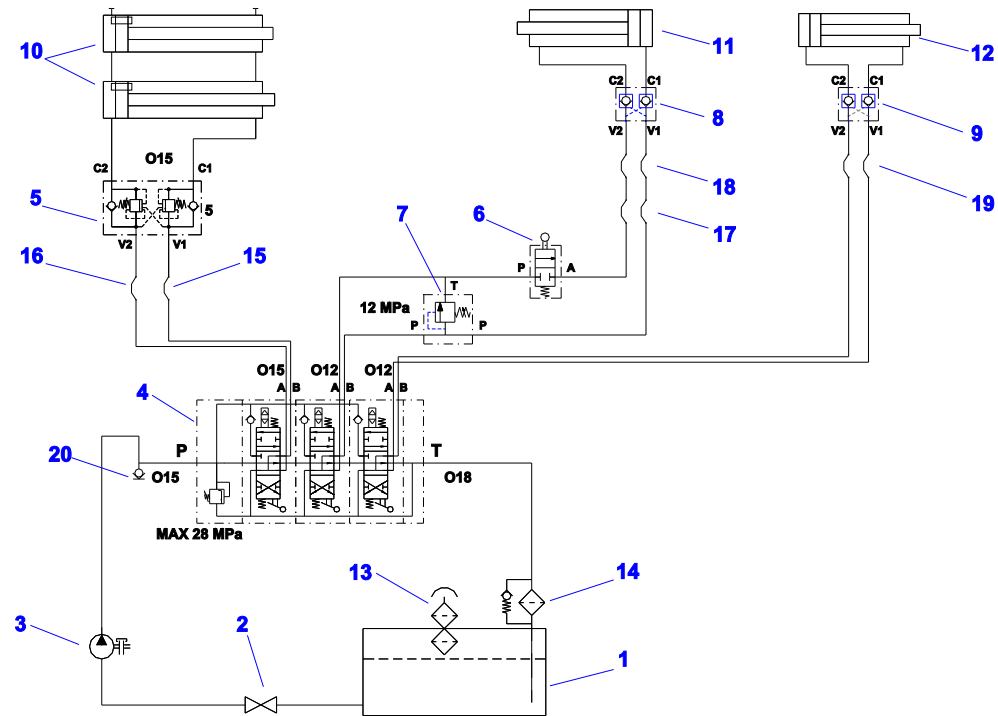 10
11
12
C2 C1
C2 C1
8
9
V2 V1
V2 V1
O15
C2 C1
5
5
18
19
V2 V1
7
6
17
16
15
P A
T
12 MPa
P P
O15 O12 O12
A B A B A B
4
P T
20
O15
O18
MAX 28 MPa
13
14
3
2
1